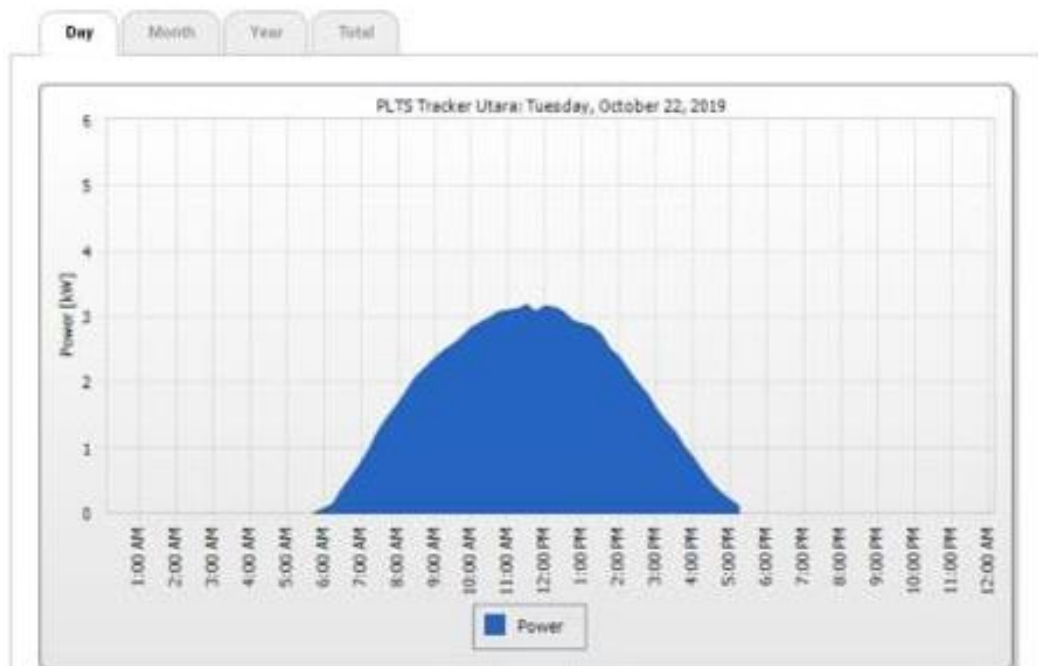 Day Month Year Total
PLTS Tracker Utara: Tuesday, October 22, 2019
6
5
4
3
2
1
0
Power [kW]
1:00 AM
2:00 AM
3:00 AM
4:00 AM
5:00 AM
6:00 AM
7:00 AM
8:00 AM
9:00 AM
10:00 AM
11:00 AM
12:00 PM
1:00 PM
2:00 PM
3:00 PM
4:00 PM
5:00 PM
6:00 PM
7:00 PM
8:00 PM
9:00 PM
10:00 PM
11:00 PM
12:00 AM
Power